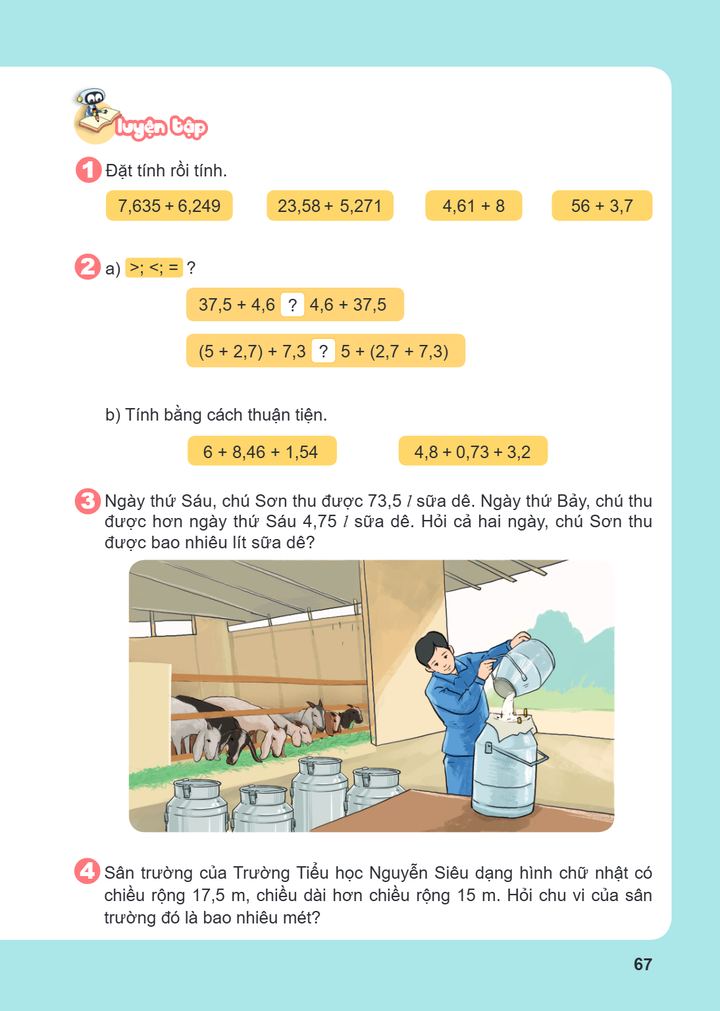 luyện tập
1 Đặt tính rồi tính.
7,635 + 6,249 23,58 + 5,271 4,61 + 8 56 + 3,7
2 a) >; <; = ?
37,5 + 4,6 ? 4,6 + 37,5
(5 + 2,7) + 7,3 ? 5 + (2,7 + 7,3)
b) Tính bằng cách thuận tiện.
6 + 8,46 + 1,54 4,8 + 0,73 + 3,2
3 Ngày thứ Sáu, chú Sơn thu được 73,5 l sữa dê. Ngày thứ Bảy, chú thu
được hơn ngày thứ Sáu 4,75 l sữa dê. Hỏi cả hai ngày, chú Sơn thu
được bao nhiêu lít sữa dê?
4 Sân trường của Trường Tiểu học Nguyễn Siêu dạng hình chữ nhật có
chiều rộng 17,5 m, chiều dài hơn chiều rộng 15 m. Hỏi chu vi của sân
trường đó là bao nhiêu mét?
67